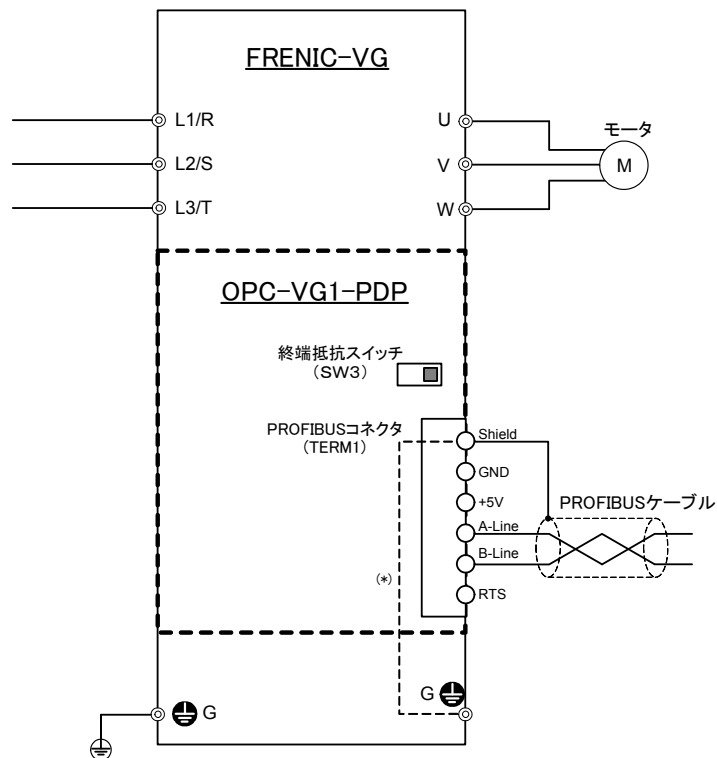 FRENIC-VG
L1/R
U
モータ
L2/S
V
M
L3/T
W
OPC-VG1-PDP
終端抵抗スイッチ
(SW3)
PROFIBUSコネクタ
(TERM1)
Shield
GND
+5V
PROFIBUSケーブル
A-Line
B-Line
(*)
RTS
G
G